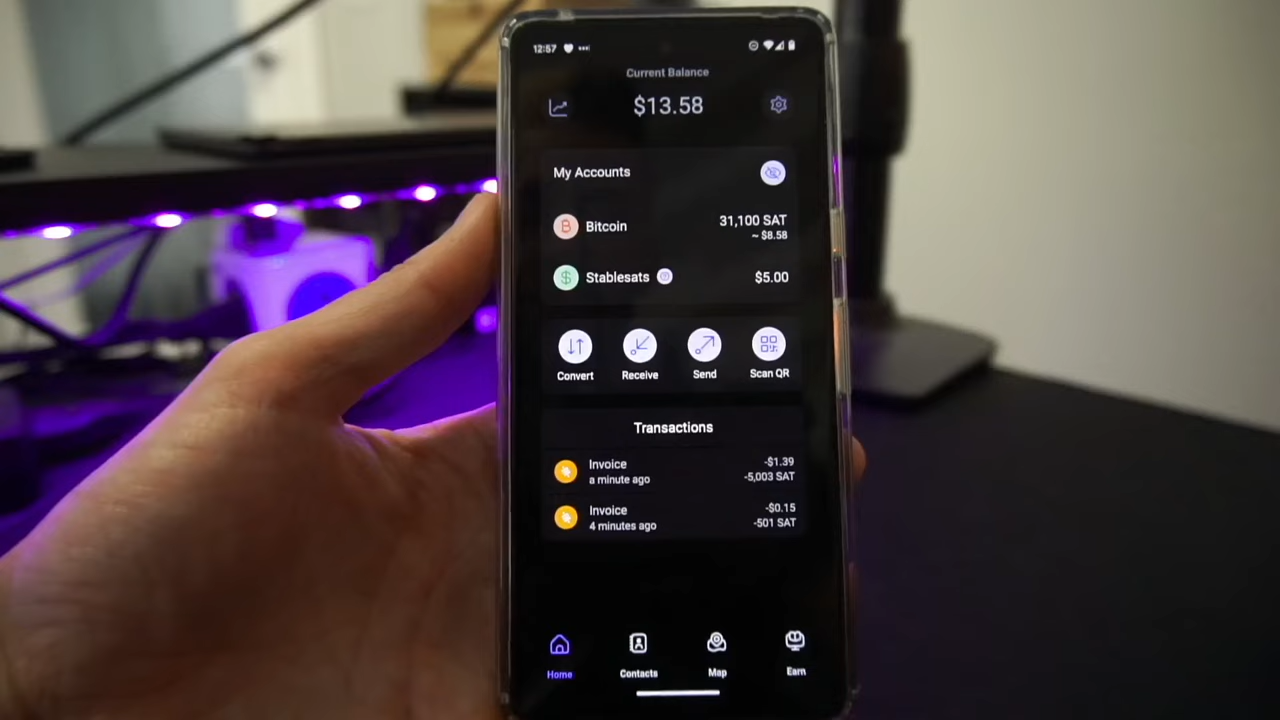 12:57
Current Balance
$13.58
My Accounts
Bitcoin
31,100 SAT
~ $8.58
Stablesats
$5.00
Convert
Receive
Send
Scan QR
Transactions
Invoice
-$1.39
a minute ago
-5,003 SAT
Invoice
-$0.15
4 minutes ago
-501 SAT
Home
Contacts
Map
Earn